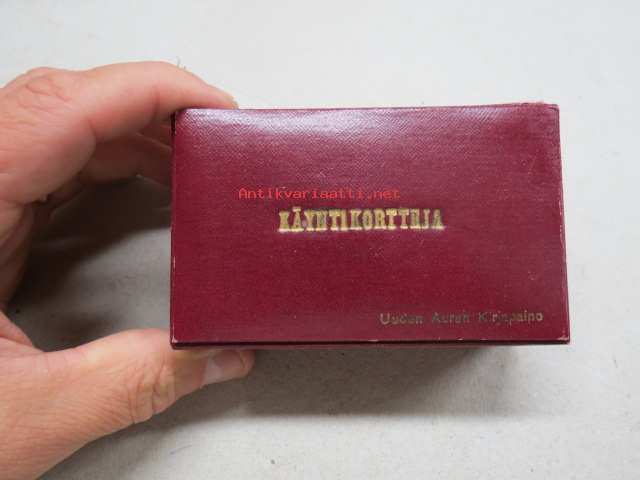 Antikvariaatti.net
KÄYNTIKORTTEJA
Uuden Auran Kirjapaino